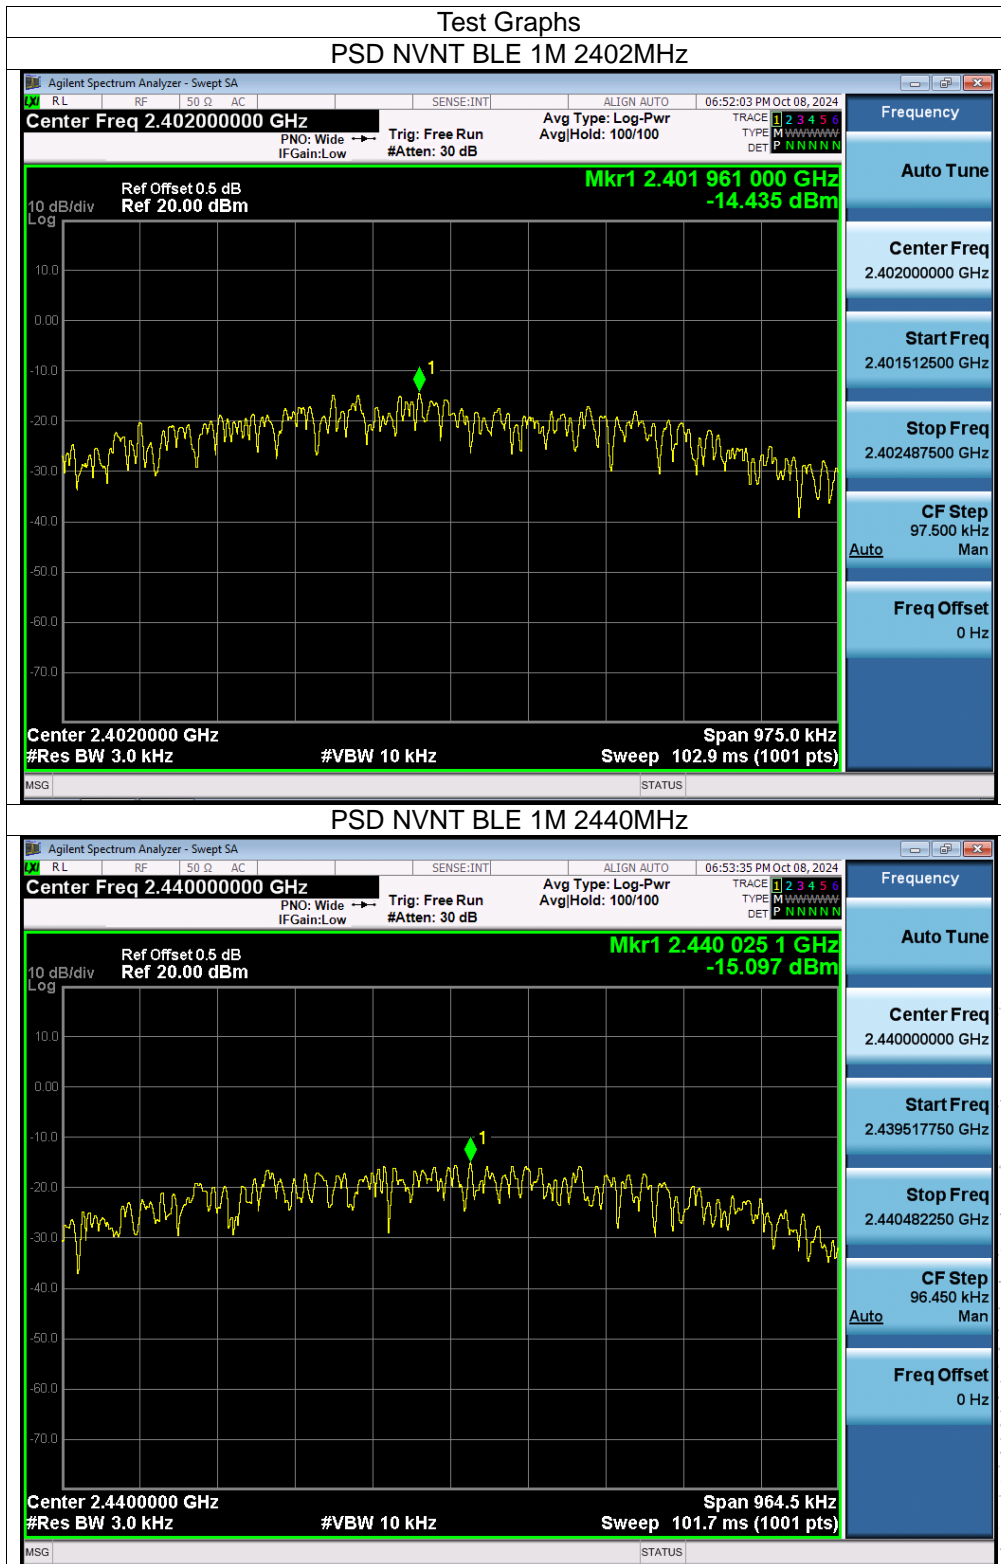 Test Graphs
PSD NVNT BLE 1M 2402MHz
Agilent Spectrum Analyzer - Swept SA
LXI RL RF 50 Ω AC SENSE:INT ALIGN AUTO 06:52:03 PM Oct 08, 2024
Center Freq 2.402000000 GHz
PNO: Wide
IFGain:Low
Trig: Free Run
#Atten: 30 dB
Avg Type: Log-Pwr
Avg|Hold: 100/100
TRACE 1 2 3 4 5 6
TYPE M WWWWW
DET P N N N N N
Frequency
Auto Tune
Center Freq
2.402000000 GHz
Start Freq
2.401512500 GHz
Stop Freq
2.402487500 GHz
CF Step
97.500 kHz
Auto Man
Freq Offset
0 Hz
Mkr1 2.401 961 000 GHz
-14.435 dBm
Ref Offset 0.5 dB
10 dB/div Ref 20.00 dBm
Log
10.0
0.00
1
-10.0
-20.0
-30.0
-40.0
-50.0
-60.0
-70.0
Center 2.4020000 GHz Span 975.0 kHz
#Res BW 3.0 kHz #VBW 10 kHz Sweep 102.9 ms (1001 pts)
MSG STATUS
PSD NVNT BLE 1M 2440MHz
Agilent Spectrum Analyzer - Swept SA
LXI RL RF 50 Ω AC SENSE:INT ALIGN AUTO 06:53:35 PM Oct 08, 2024
Center Freq 2.440000000 GHz
PNO: Wide
IFGain:Low
Trig: Free Run
#Atten: 30 dB
Avg Type: Log-Pwr
Avg|Hold: 100/100
TRACE 1 2 3 4 5 6
TYPE M WWWWW
DET P N N N N N
Frequency
Auto Tune
Center Freq
2.440000000 GHz
Start Freq
2.439517750 GHz
Stop Freq
2.440482250 GHz
CF Step
96.450 kHz
Auto Man
Freq Offset
0 Hz
Mkr1 2.440 025 1 GHz
-15.097 dBm
Ref Offset 0.5 dB
10 dB/div Ref 20.00 dBm
Log
10.0
0.00
1
-10.0
-20.0
-30.0
-40.0
-50.0
-60.0
-70.0
Center 2.4400000 GHz Span 964.5 kHz
#Res BW 3.0 kHz #VBW 10 kHz Sweep 101.7 ms (1001 pts)
MSG STATUS